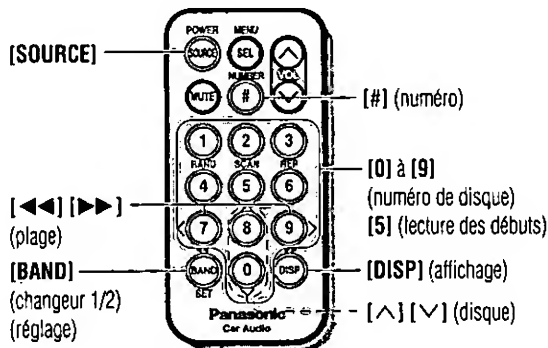 POWER MENU
[SOURCE]
SOURCE SEL VOL
NUMBER
MUTE #
[#] (numéro)
1 2 3
RAND SCAN REP
[0] à [9]
(numéro de disque)
[5] (lecture des débuts)
4 5 6
[◀◀] [▶▶]
(plage)
7 8 9
[BAND]
(changeur 1/2)
(réglage)
BAND 0 DISP
SET
[DISP] (affichage)
[∧] [∨] (disque)
Panasonic
Car Audio